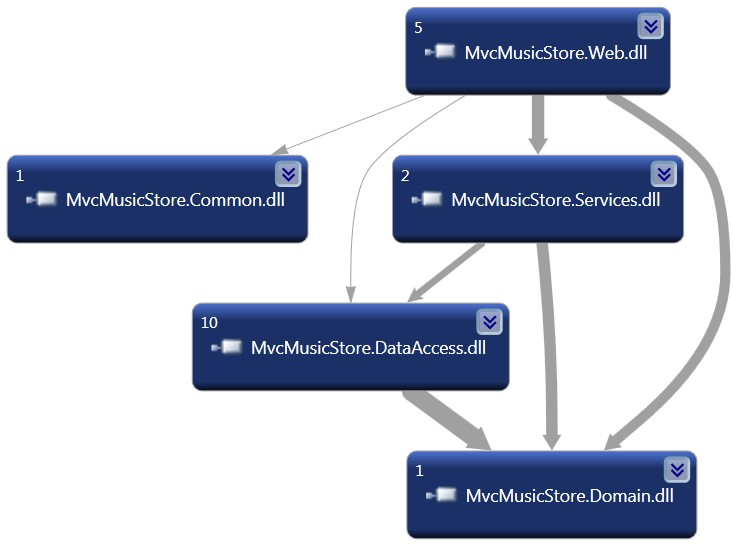 5
MvcMusicStore.Web.dll
1
MvcMusicStore.Common.dll
2
MvcMusicStore.Services.dll
10
MvcMusicStore.DataAccess.dll
1
MvcMusicStore.Domain.dll